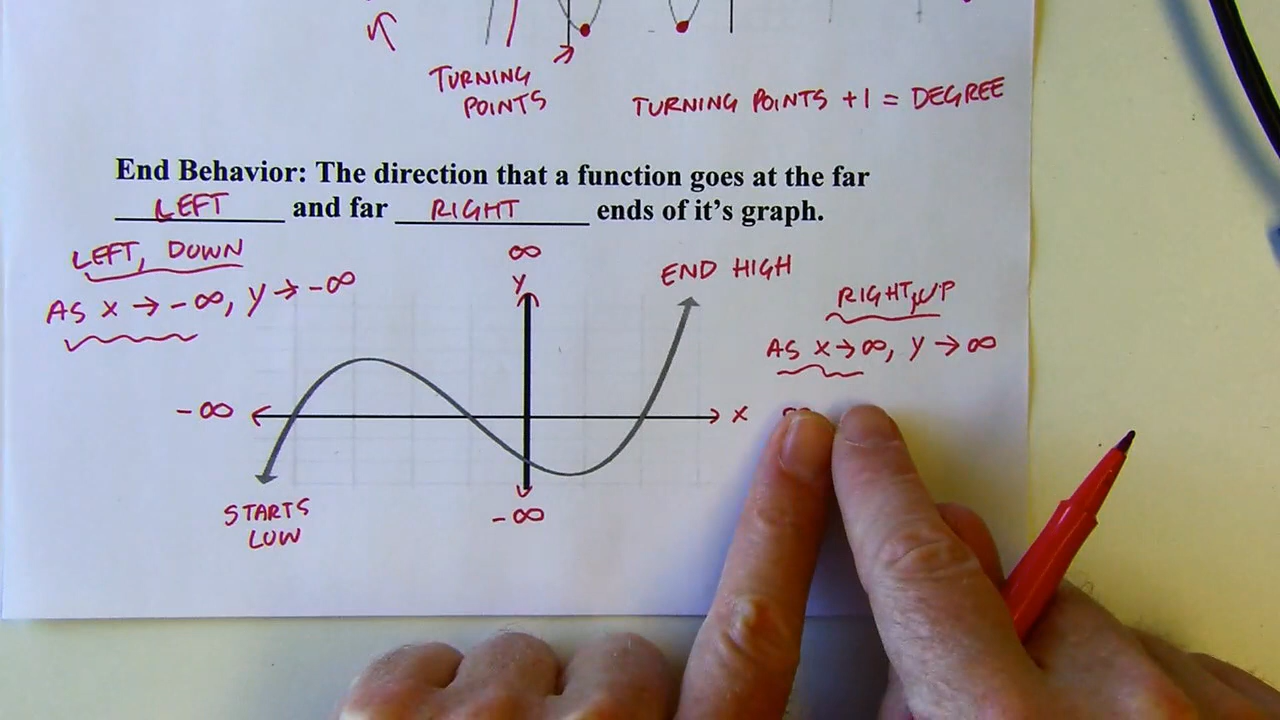 TURNING
POINTS
TURNING POINTS +1 = DEGREE
End Behavior: The direction that a function goes at the far
LEFT and far RIGHT ends of it's graph.
LEFT, DOWN
AS X → -∞, Y → -∞
∞
Y
END HIGH
RIGHT, UP
AS X → ∞, Y → ∞
-∞
X
∞
STARTS
LOW
-∞